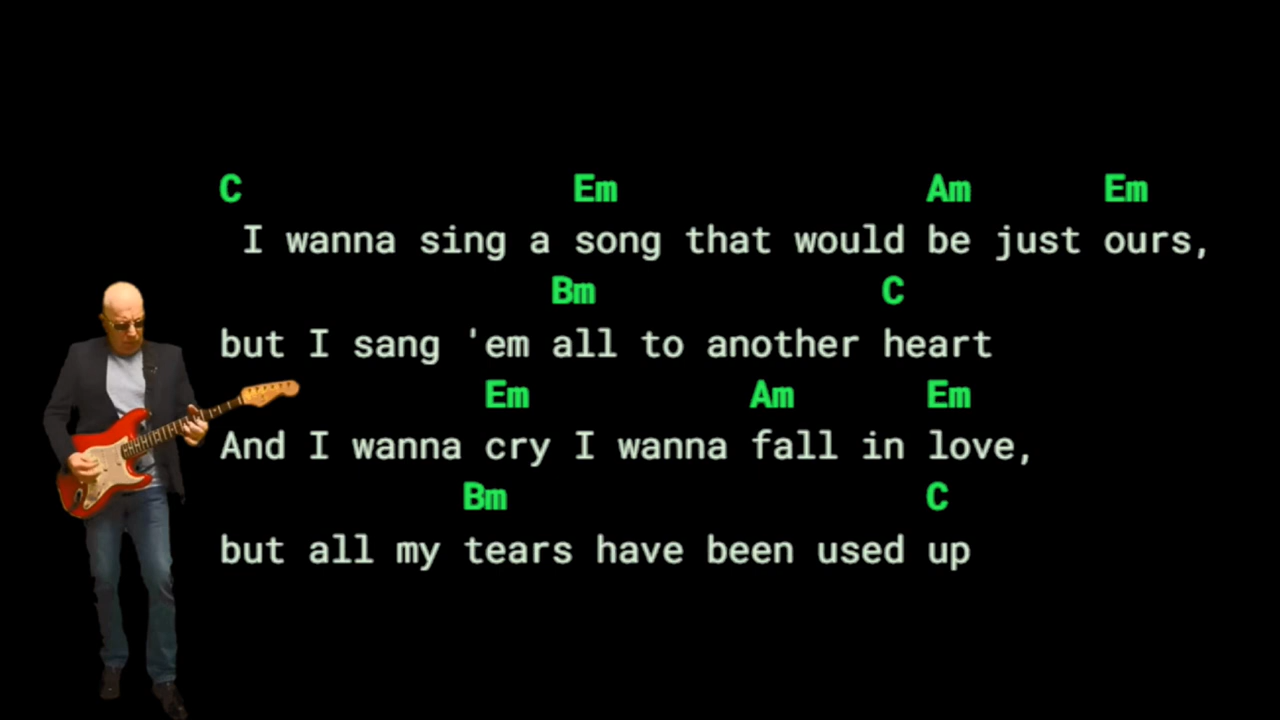 C Em Am Em
I wanna sing a song that would be just ours,
Bm C
but I sang 'em all to another heart
Em Am Em
And I wanna cry I wanna fall in love,
Bm C
but all my tears have been used up